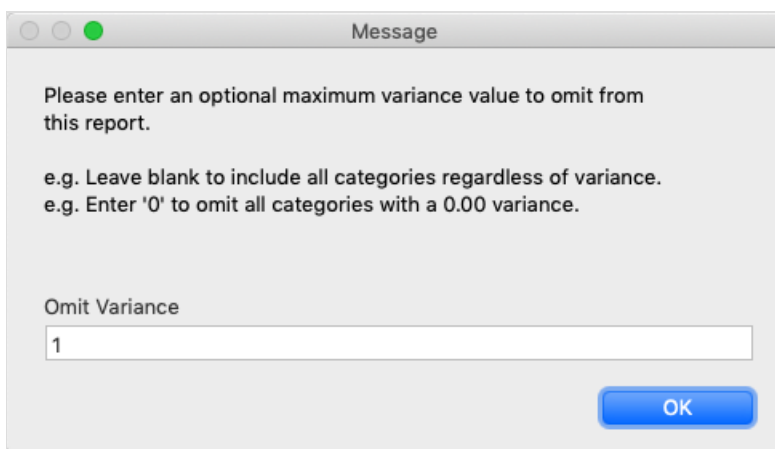 Message
Please enter an optional maximum variance value to omit from
this report.
e.g. Leave blank to include all categories regardless of variance.
e.g. Enter '0' to omit all categories with a 0.00 variance.
Omit Variance
1
OK